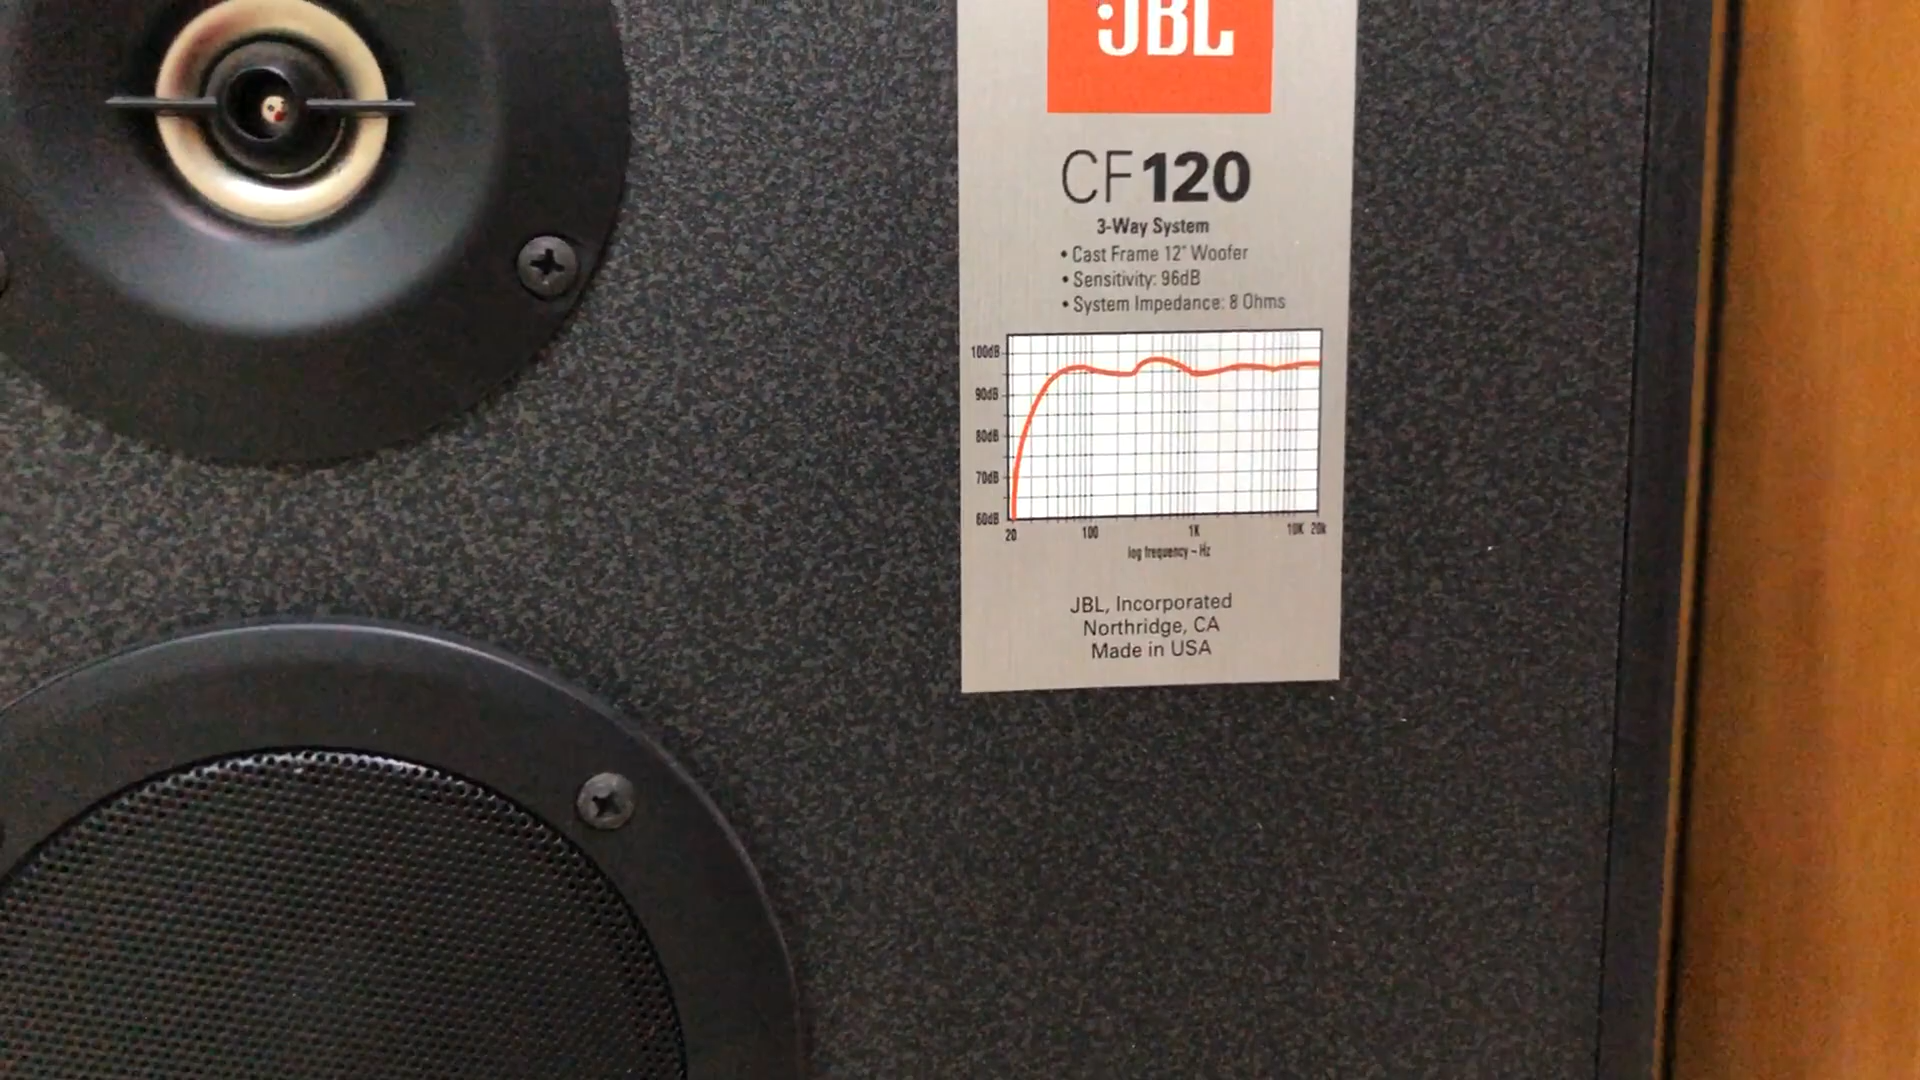 JBL
CF120
3-Way System
• Cast Frame 12" Woofer
• Sensitivity: 96dB
• System Impedance: 8 Ohms
100dB
90dB
80dB
70dB
60dB
20 100 1K 10K 20k
log frequency – Hz
JBL, Incorporated
Northridge, CA
Made in USA